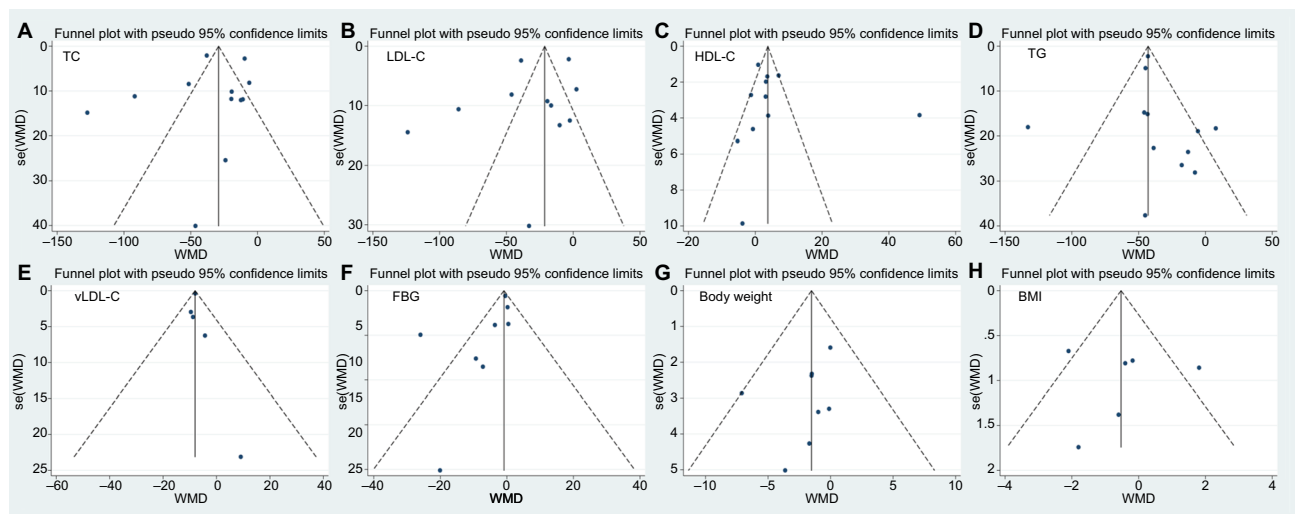 A Funnel plot with pseudo 95% confidence limits
TC
se(WMD)
0
10
20
30
40
−150 −100 −50 0 50
WMD
B Funnel plot with pseudo 95% confidence limits
LDL-C
se(WMD)
0
10
20
30
−150 −100 −50 0 50
WMD
C Funnel plot with pseudo 95% confidence limits
HDL-C
se(WMD)
0
2
4
6
8
10
−20 0 20 40 60
WMD
D Funnel plot with pseudo 95% confidence limits
TG
se(WMD)
0
10
20
30
40
−150 −100 −50 0 50
WMD
E Funnel plot with pseudo 95% confidence limits
vLDL-C
se(WMD)
0
5
10
15
20
25
−60 −40 −20 0 20 40
WMD
F Funnel plot with pseudo 95% confidence limits
FBG
se(WMD)
0
5
10
15
20
25
−40 −20 0 20 40
WMD
G Funnel plot with pseudo 95% confidence limits
Body weight
se(WMD)
0
1
2
3
4
5
−10 −5 0 5 10
WMD
H Funnel plot with pseudo 95% confidence limits
BMI
se(WMD)
0
.5
1
1.5
2
−4 −2 0 2 4
WMD